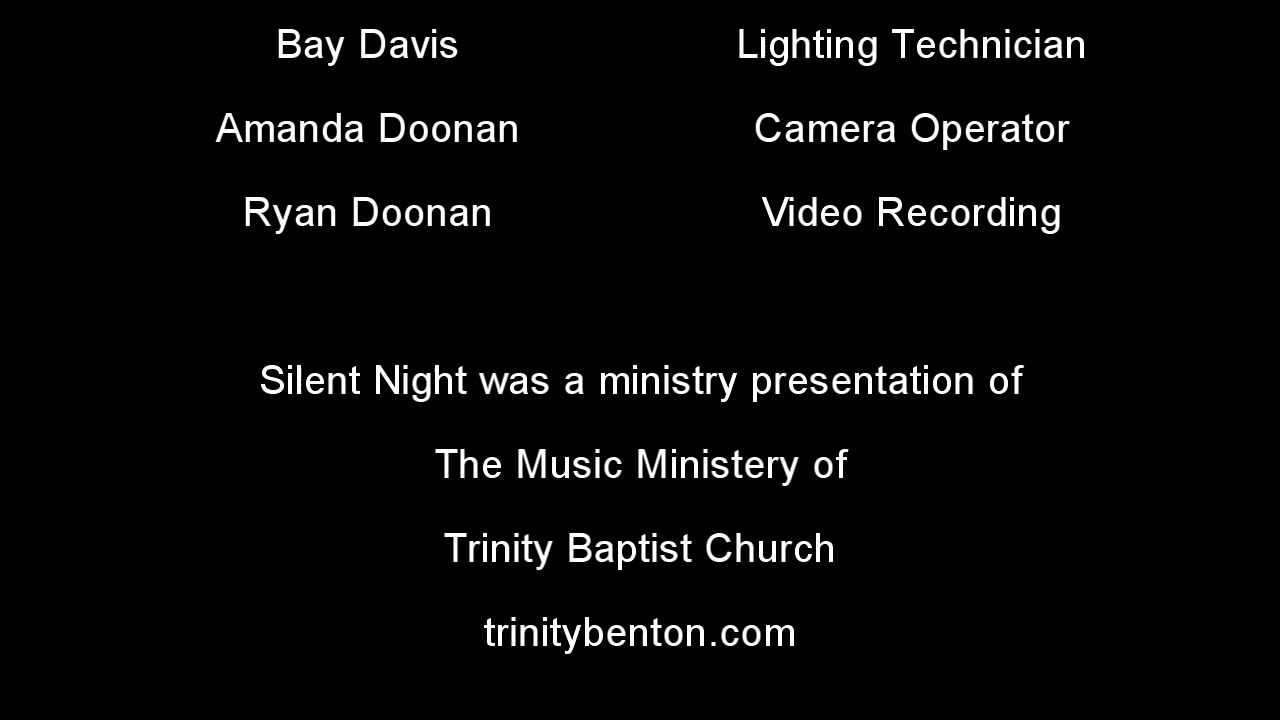 Bay Davis Lighting Technician
Amanda Doonan Camera Operator
Ryan Doonan Video Recording
Silent Night was a ministry presentation of
The Music Ministery of
Trinity Baptist Church
trinitybenton.com